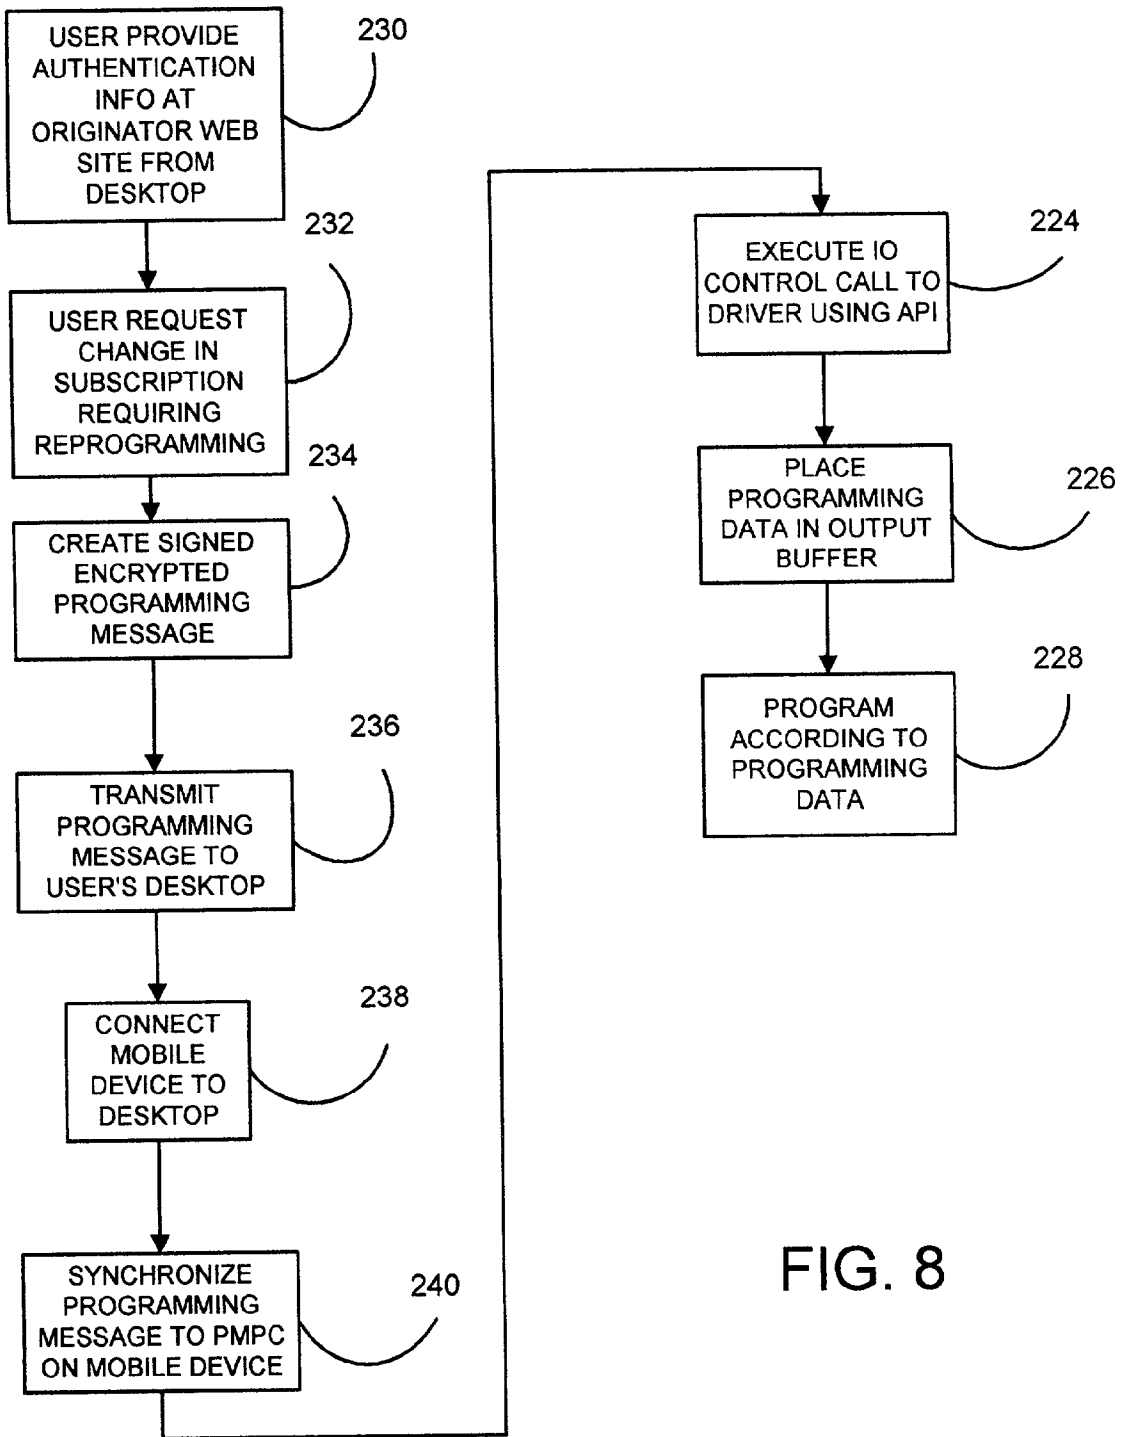 USER PROVIDE
AUTHENTICATION
INFO AT
ORIGINATOR WEB
SITE FROM
DESKTOP
230
USER REQUEST
CHANGE IN
SUBSCRIPTION
REQUIRING
REPROGRAMMING
232
CREATE SIGNED
ENCRYPTED
PROGRAMMING
MESSAGE
234
TRANSMIT
PROGRAMMING
MESSAGE TO
USER'S DESKTOP
236
CONNECT
MOBILE
DEVICE TO
DESKTOP
238
SYNCHRONIZE
PROGRAMMING
MESSAGE TO PMPC
ON MOBILE DEVICE
240
EXECUTE IO
CONTROL CALL TO
DRIVER USING API
224
PLACE
PROGRAMMING
DATA IN OUTPUT
BUFFER
226
PROGRAM
ACCORDING TO
PROGRAMMING
DATA
228
FIG. 8